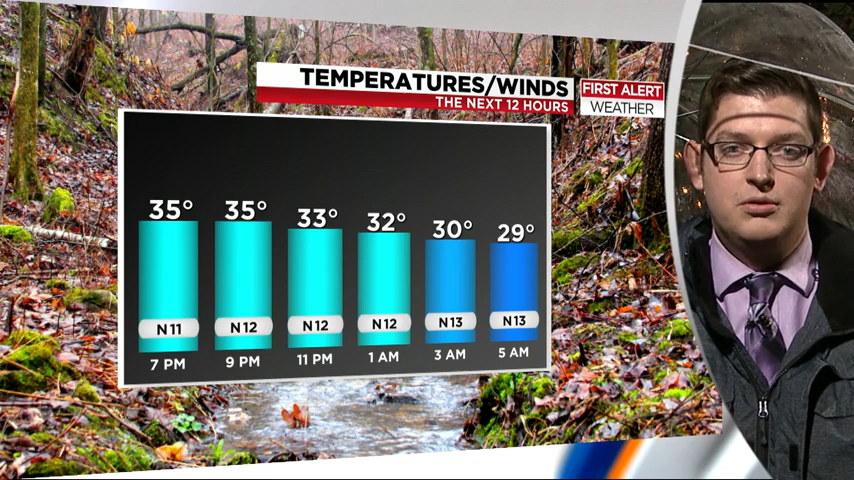 TEMPERATURES/WINDS
THE NEXT 12 HOURS
FIRST ALERT
WEATHER
35° 35° 33° 32° 30° 29°
N11 N12 N12 N12 N13 N13
7 PM 9 PM 11 PM 1 AM 3 AM 5 AM